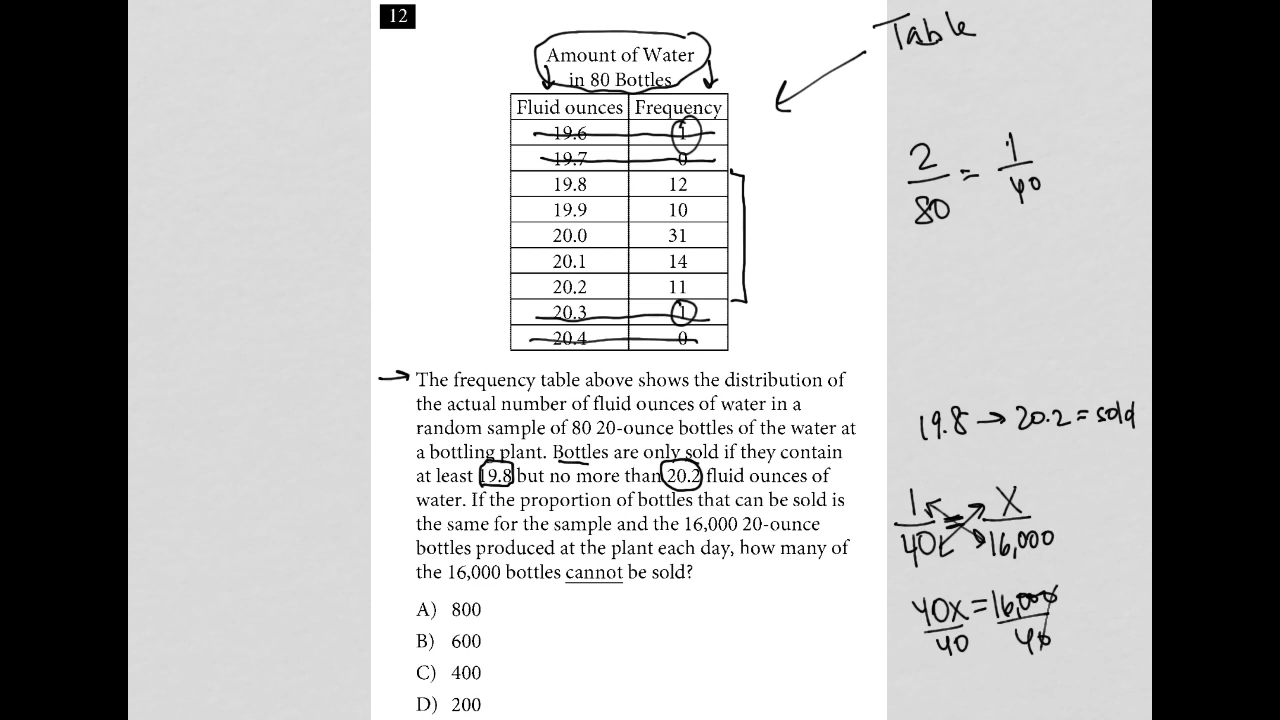 12
Table
Amount of Water
in 80 Bottles
Fluid ounces Frequency
19.6 1
19.7 0
19.8 12
19.9 10
20.0 31
20.1 14
20.2 11
20.3 1
20.4 0
2/80 = 1/40
The frequency table above shows the distribution of
the actual number of fluid ounces of water in a
random sample of 80 20-ounce bottles of the water at
a bottling plant. Bottles are only sold if they contain
at least 19.8 but no more than 20.2 fluid ounces of
water. If the proportion of bottles that can be sold is
the same for the sample and the 16,000 20-ounce
bottles produced at the plant each day, how many of
the 16,000 bottles cannot be sold?
A) 800
B) 600
C) 400
D) 200
19.8 → 20.2 = sold
1/40 = X/16,000
40x/40 = 16,000/40